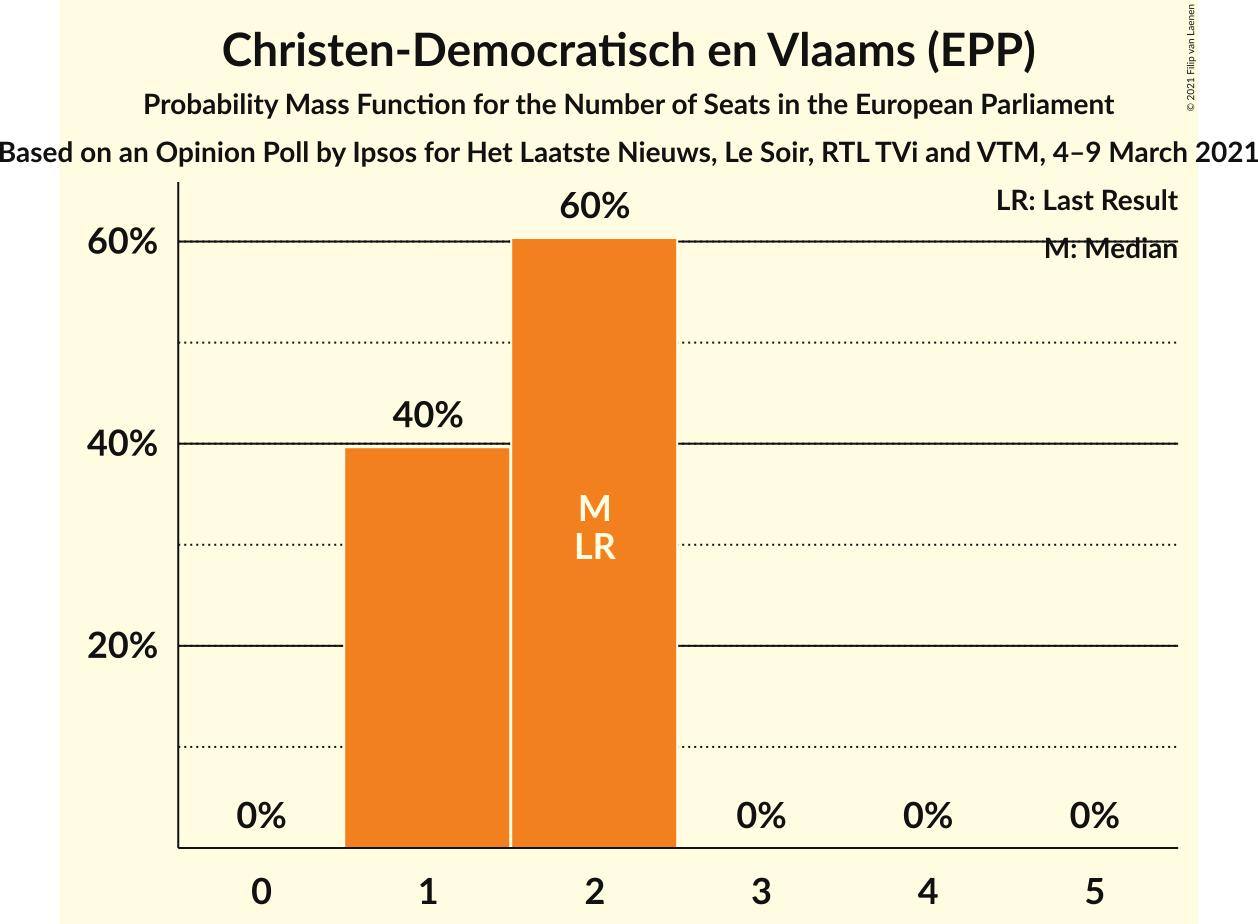 Christen-Democratisch en Vlaams (EPP)
Probability Mass Function for the Number of Seats in the European Parliament
Based on an Opinion Poll by Ipsos for Het Laatste Nieuws, Le Soir, RTL TVi and VTM, 4–9 March 2021
© 2021 Filip van Laenen
LR: Last Result
M: Median
60%
40%
20%
0%
40%
60%
M
LR
0%
0%
0%
0
1
2
3
4
5